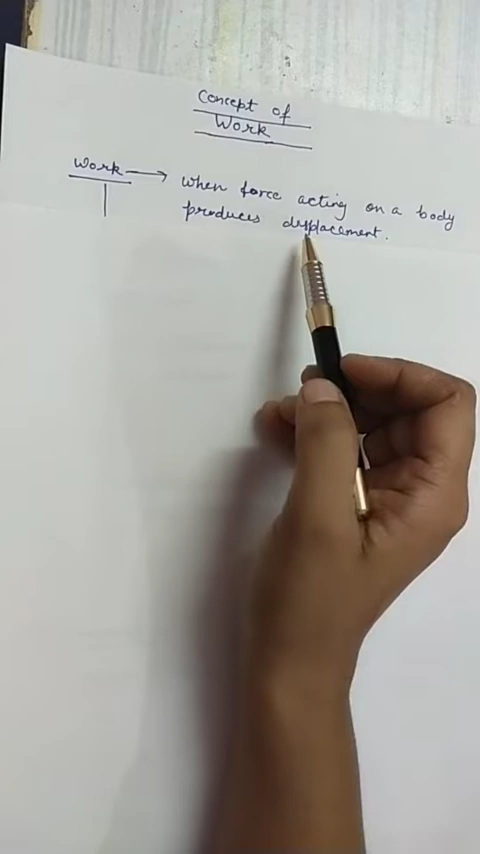 Concept of
Work
Work → when force acting on a body
produces displacement.